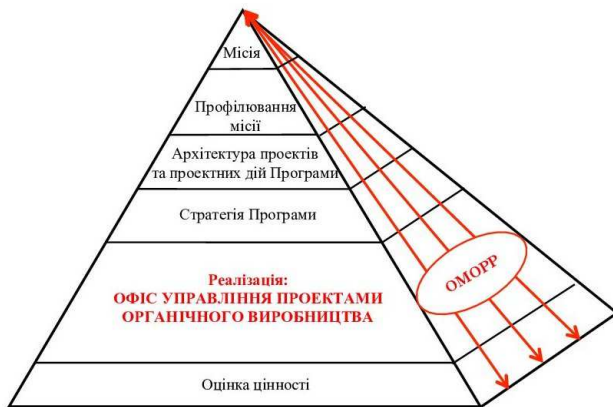 Місія
Профілювання
місії
Архітектура проектів
та проектних дій Програми
Стратегія Програми
Реалізація:
ОФІС УПРАВЛІННЯ ПРОЕКТАМИ
ОРГАНІЧНОГО ВИРОБНИЦТВА
ОМОРР
Оцінка цінності